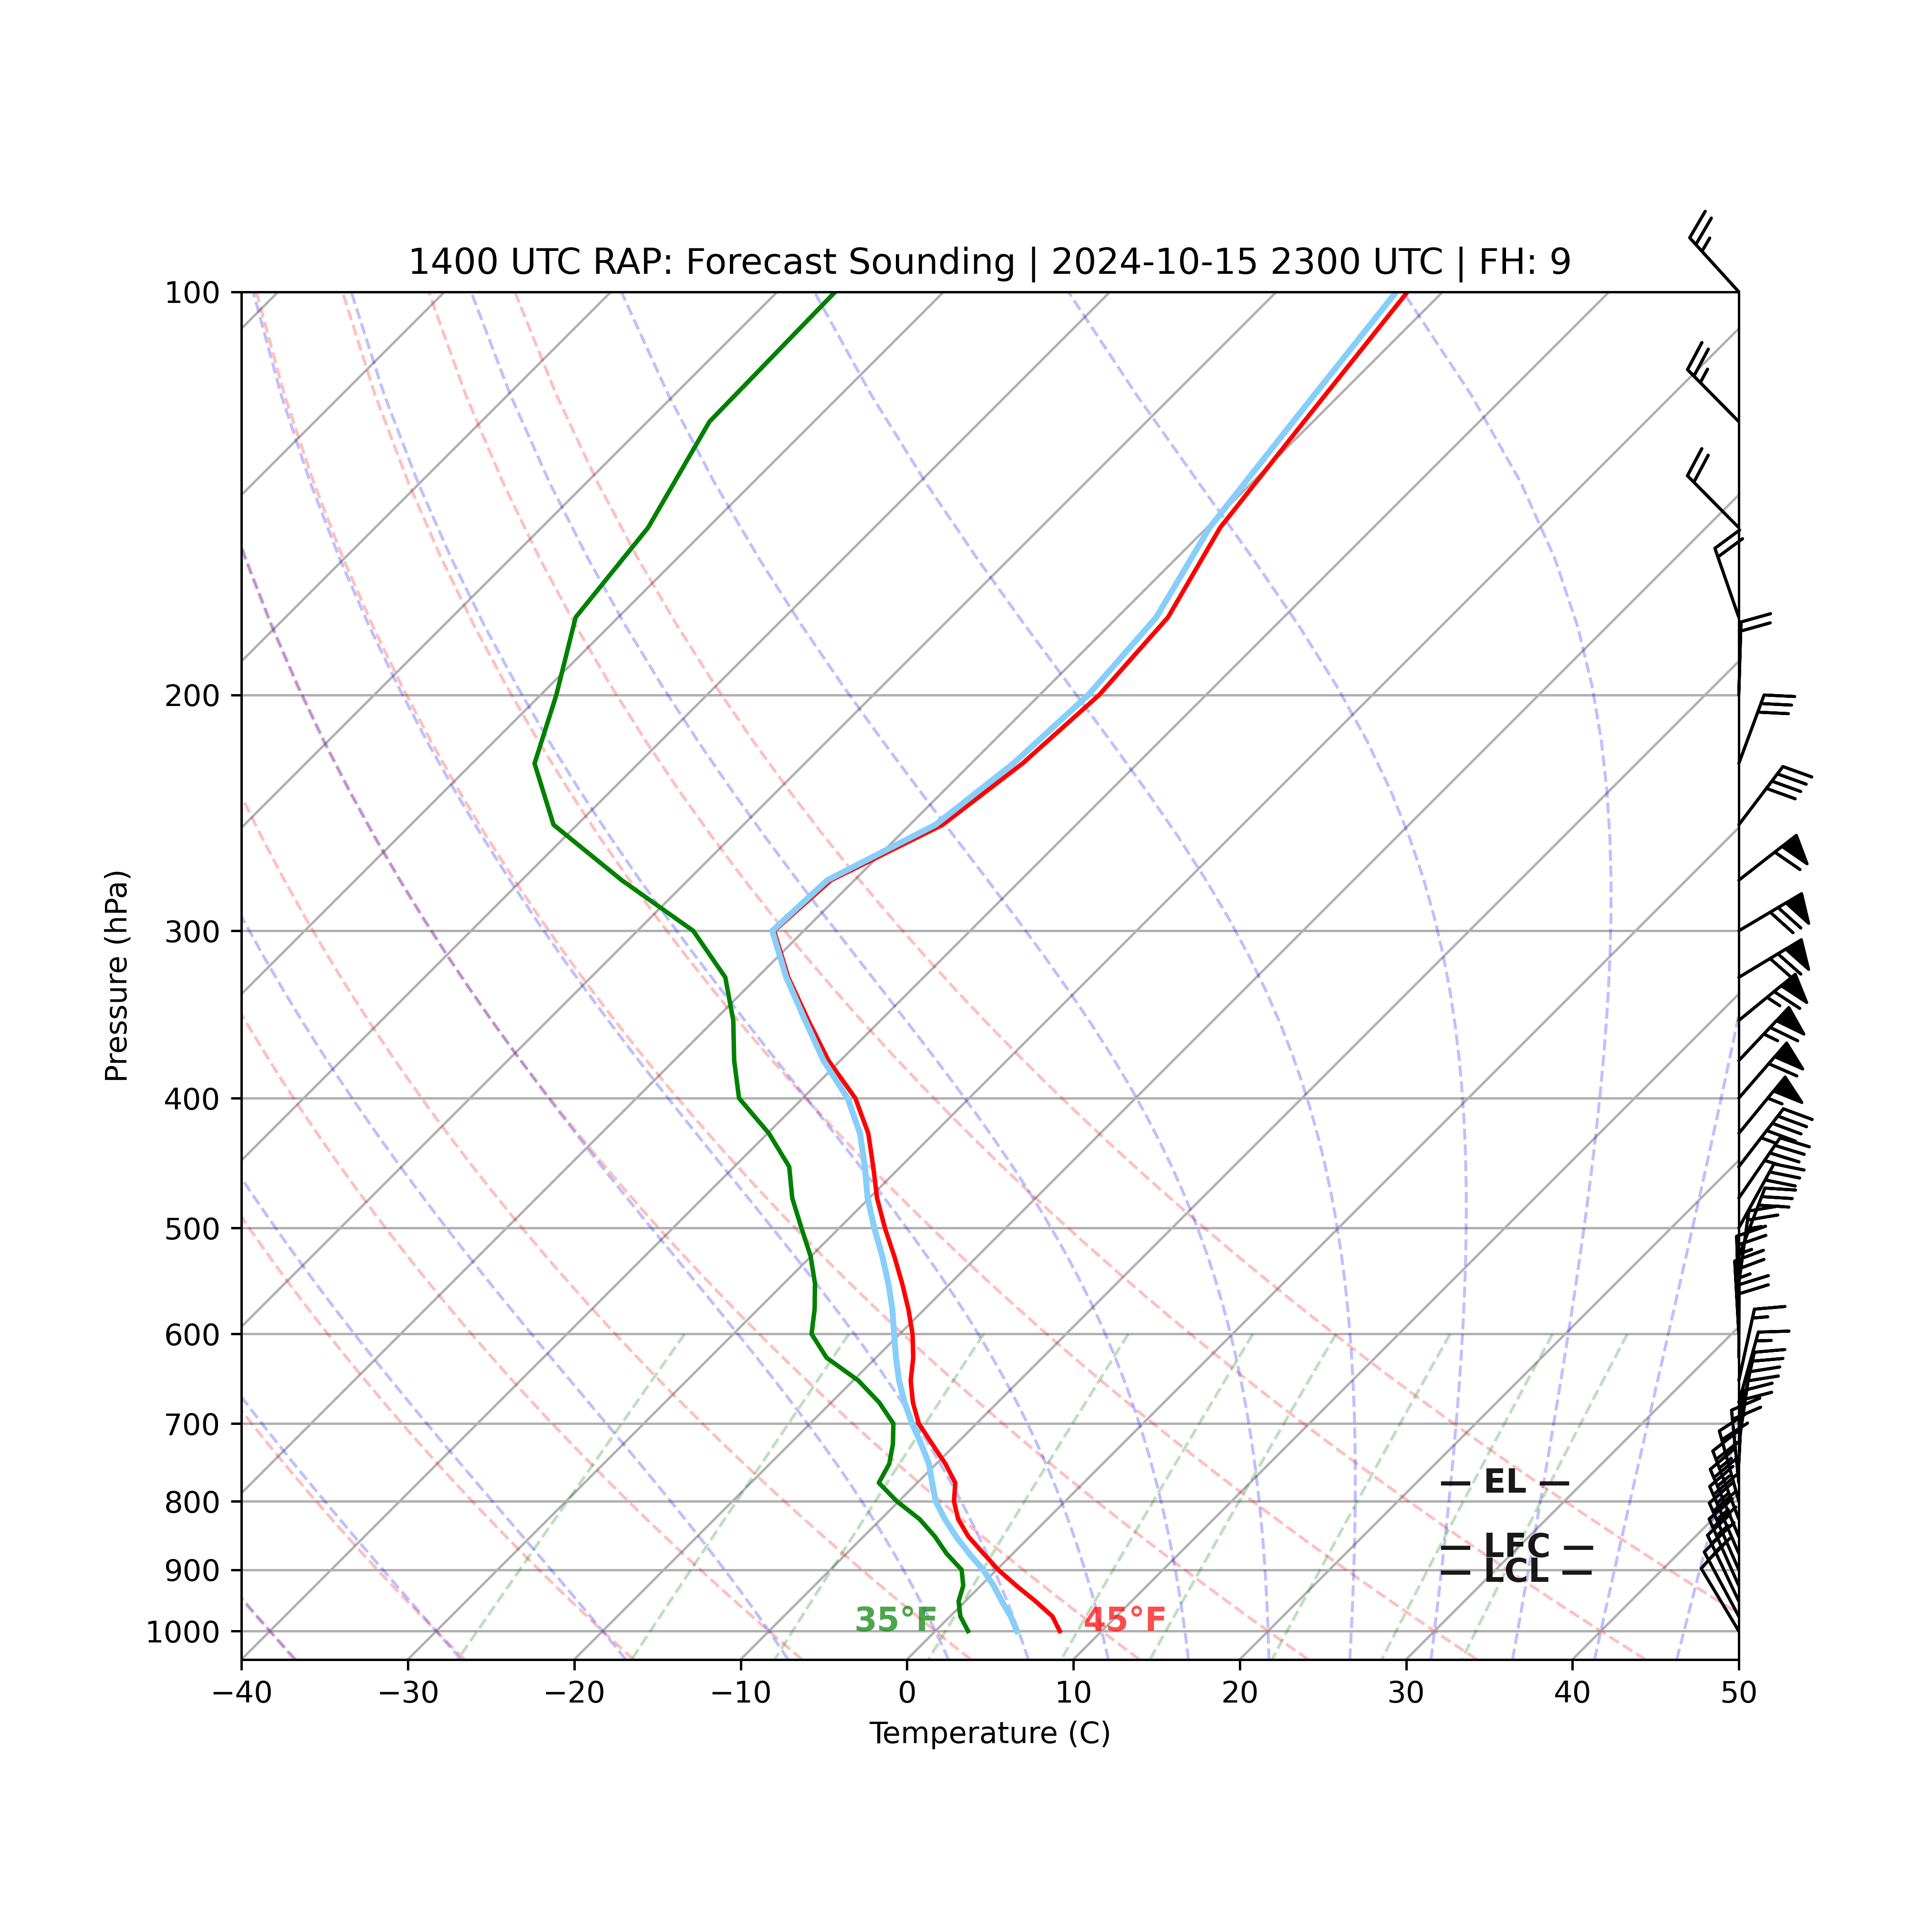 1400 UTC RAP: Forecast Sounding | 2024-10-15 2300 UTC | FH: 9
100
200
300
400
500
600
700
800
900
1000
Pressure (hPa)
— EL —
— LFC —
— LCL —
35°F
45°F
−40 −30 −20 −10 0 10 20 30 40 50
Temperature (C)